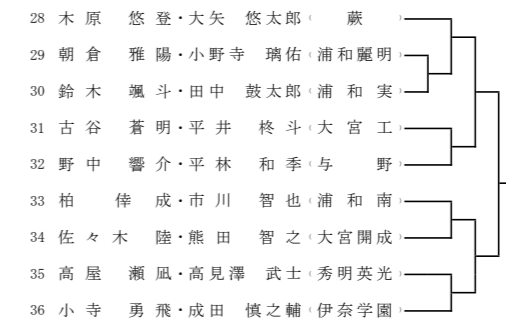 28 木原 悠登・大矢 悠太郎（蕨）
29 朝倉 雅陽・小野寺 璃佑（浦和麗明）
30 鈴木 颯斗・田中 鼓太郎（浦和実）
31 古谷 蒼明・平井 柊斗（大宮工）
32 野中 響介・平林 和季（与野）
33 柏 倖成・市川 智也（浦和南）
34 佐々木 陸・熊田 智之（大宮開成）
35 高屋 瀬凪・高見澤 武士（秀明英光）
36 小寺 勇飛・成田 慎之輔（伊奈学園）